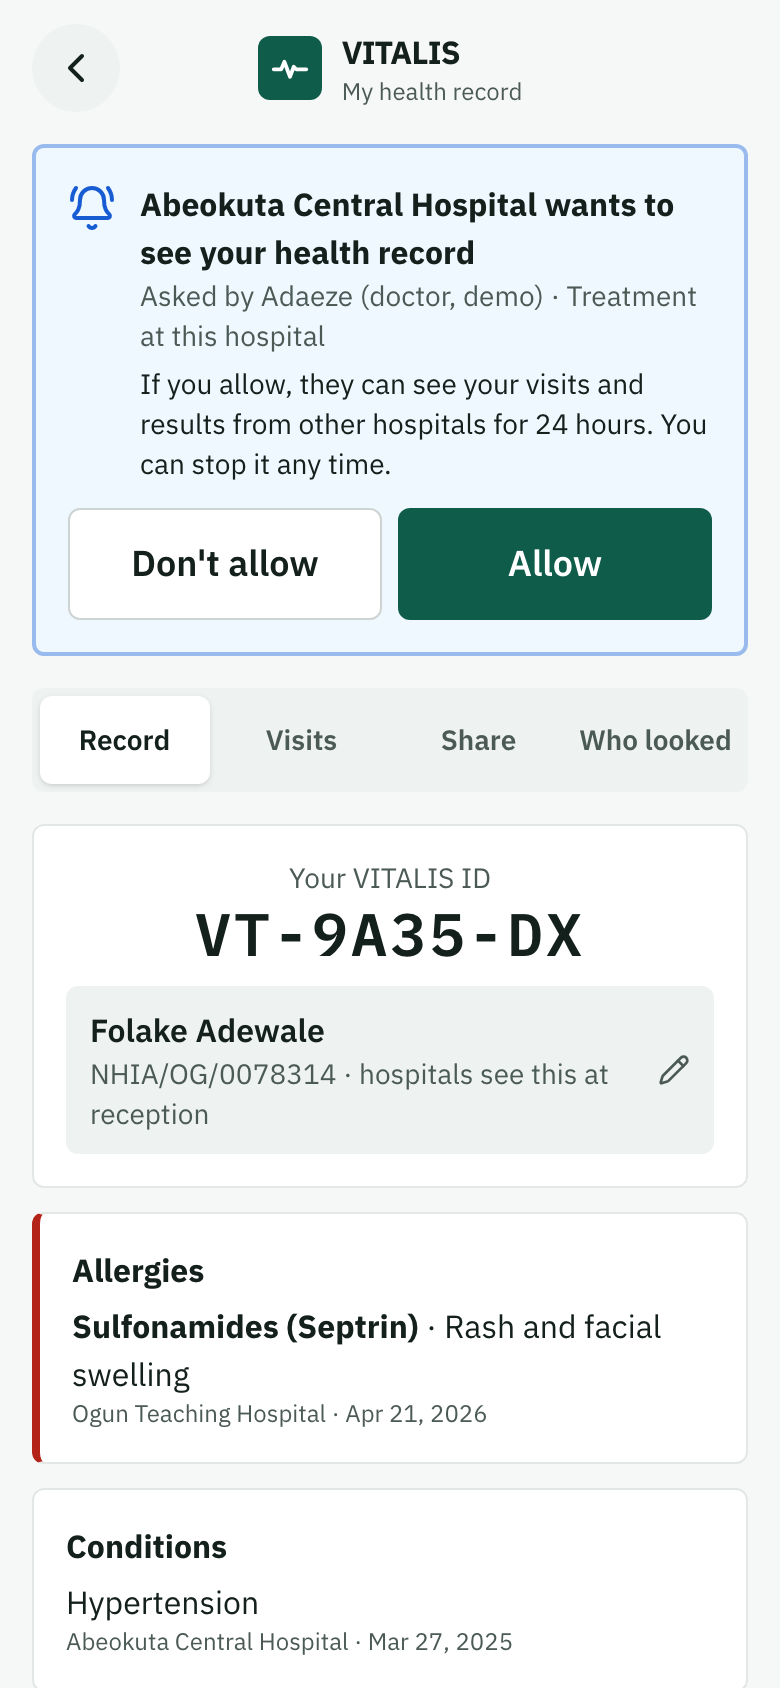 VITALIS
My health record
Abeokuta Central Hospital wants to
see your health record
Asked by Adaeze (doctor, demo) · Treatment
at this hospital
If you allow, they can see your visits and
results from other hospitals for 24 hours. You
can stop it any time.
Don't allow
Allow
Record
Visits
Share
Who looked
Your VITALIS ID
VT-9A35-DX
Folake Adewale
NHIA/OG/0078314 · hospitals see this at
reception
Allergies
Sulfonamides (Septrin) · Rash and facial
swelling
Ogun Teaching Hospital · Apr 21, 2026
Conditions
Hypertension
Abeokuta Central Hospital · Mar 27, 2025